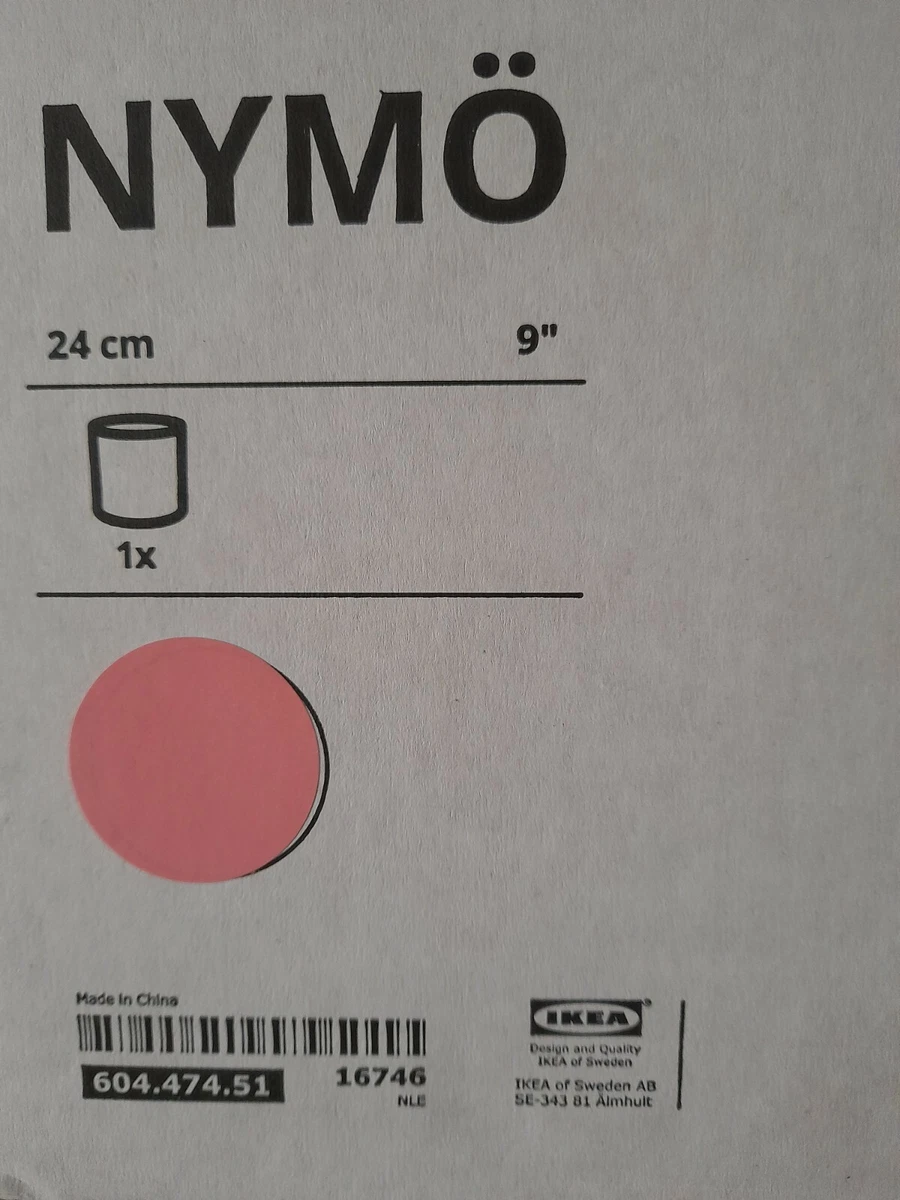 NYMÖ
24 cm 9"
1x
Made in China
604.474.51
16746
NLE
IKEA
Design and Quality
IKEA of Sweden
IKEA of Sweden AB
SE-343 81 Älmhult